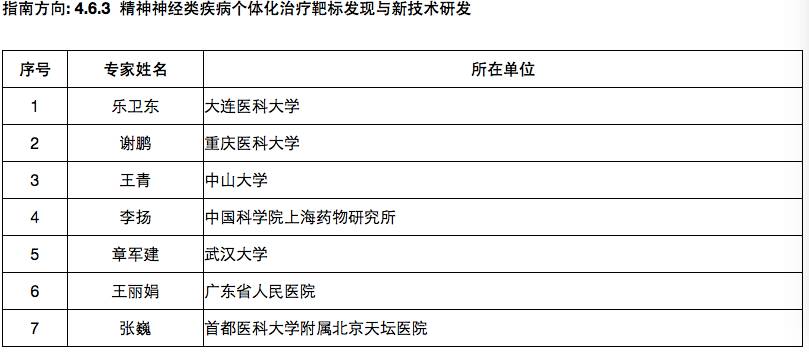 指南方向: 4.6.3 精神神经类疾病个体化治疗靶标发现与新技术研发
序号 专家姓名 所在单位
1 乐卫东 大连医科大学
2 谢鹏 重庆医科大学
3 王青 中山大学
4 李扬 中国科学院上海药物研究所
5 章军建 武汉大学
6 王丽娟 广东省人民医院
7 张巍 首都医科大学附属北京天坛医院